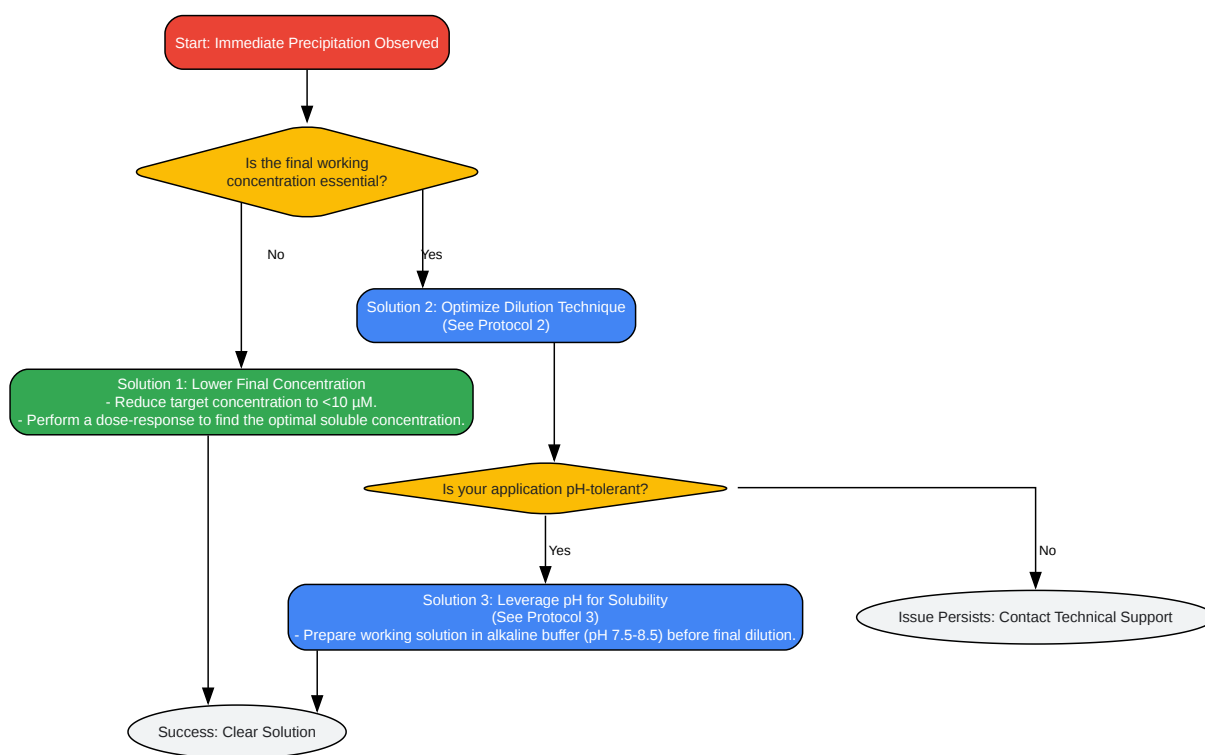 Start: Immediate Precipitation Observed
Is the final working
concentration essential?
No
Yes
Solution 2: Optimize Dilution Technique
(See Protocol 2)
Solution 1: Lower Final Concentration
- Reduce target concentration to <10 µM.
- Perform a dose-response to find the optimal soluble concentration.
Is your application pH-tolerant?
Yes
No
Solution 3: Leverage pH for Solubility
(See Protocol 3)
- Prepare working solution in alkaline buffer (pH 7.5-8.5) before final dilution.
Issue Persists: Contact Technical Support
Success: Clear Solution